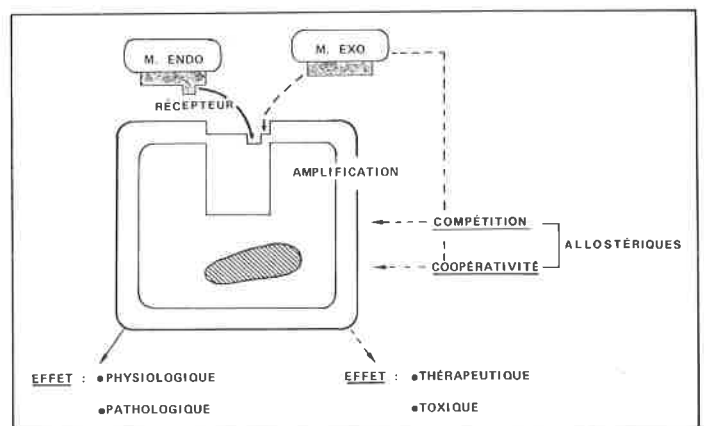 M. ENDO
M. EXO
RÉCEPTEUR
AMPLIFICATION
COMPÉTITION
ALLOSTÉRIQUES
COOPÉRATIVITÉ
EFFET : •PHYSIOLOGIQUE
•PATHOLOGIQUE
EFFET : •THÉRAPEUTIQUE
•TOXIQUE